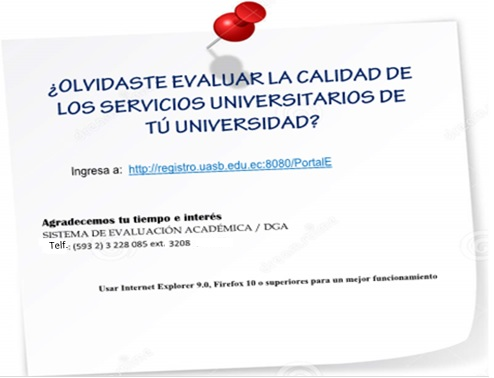 ¿OLVIDASTE EVALUAR LA CALIDAD DE
LOS SERVICIOS UNIVERSITARIOS DE
TÚ UNIVERSIDAD?
Ingresa a: http://registro.uasb.edu.ec:8080/PortalE
Agradecemos tu tiempo e interés
SISTEMA DE EVALUACIÓN ACADÉMICA / DGA
Telf.: (593 2) 3 228 085 ext. 3208
Usar Internet Explorer 9.0, Firefox 10 o superiores para un mejor funcionamiento